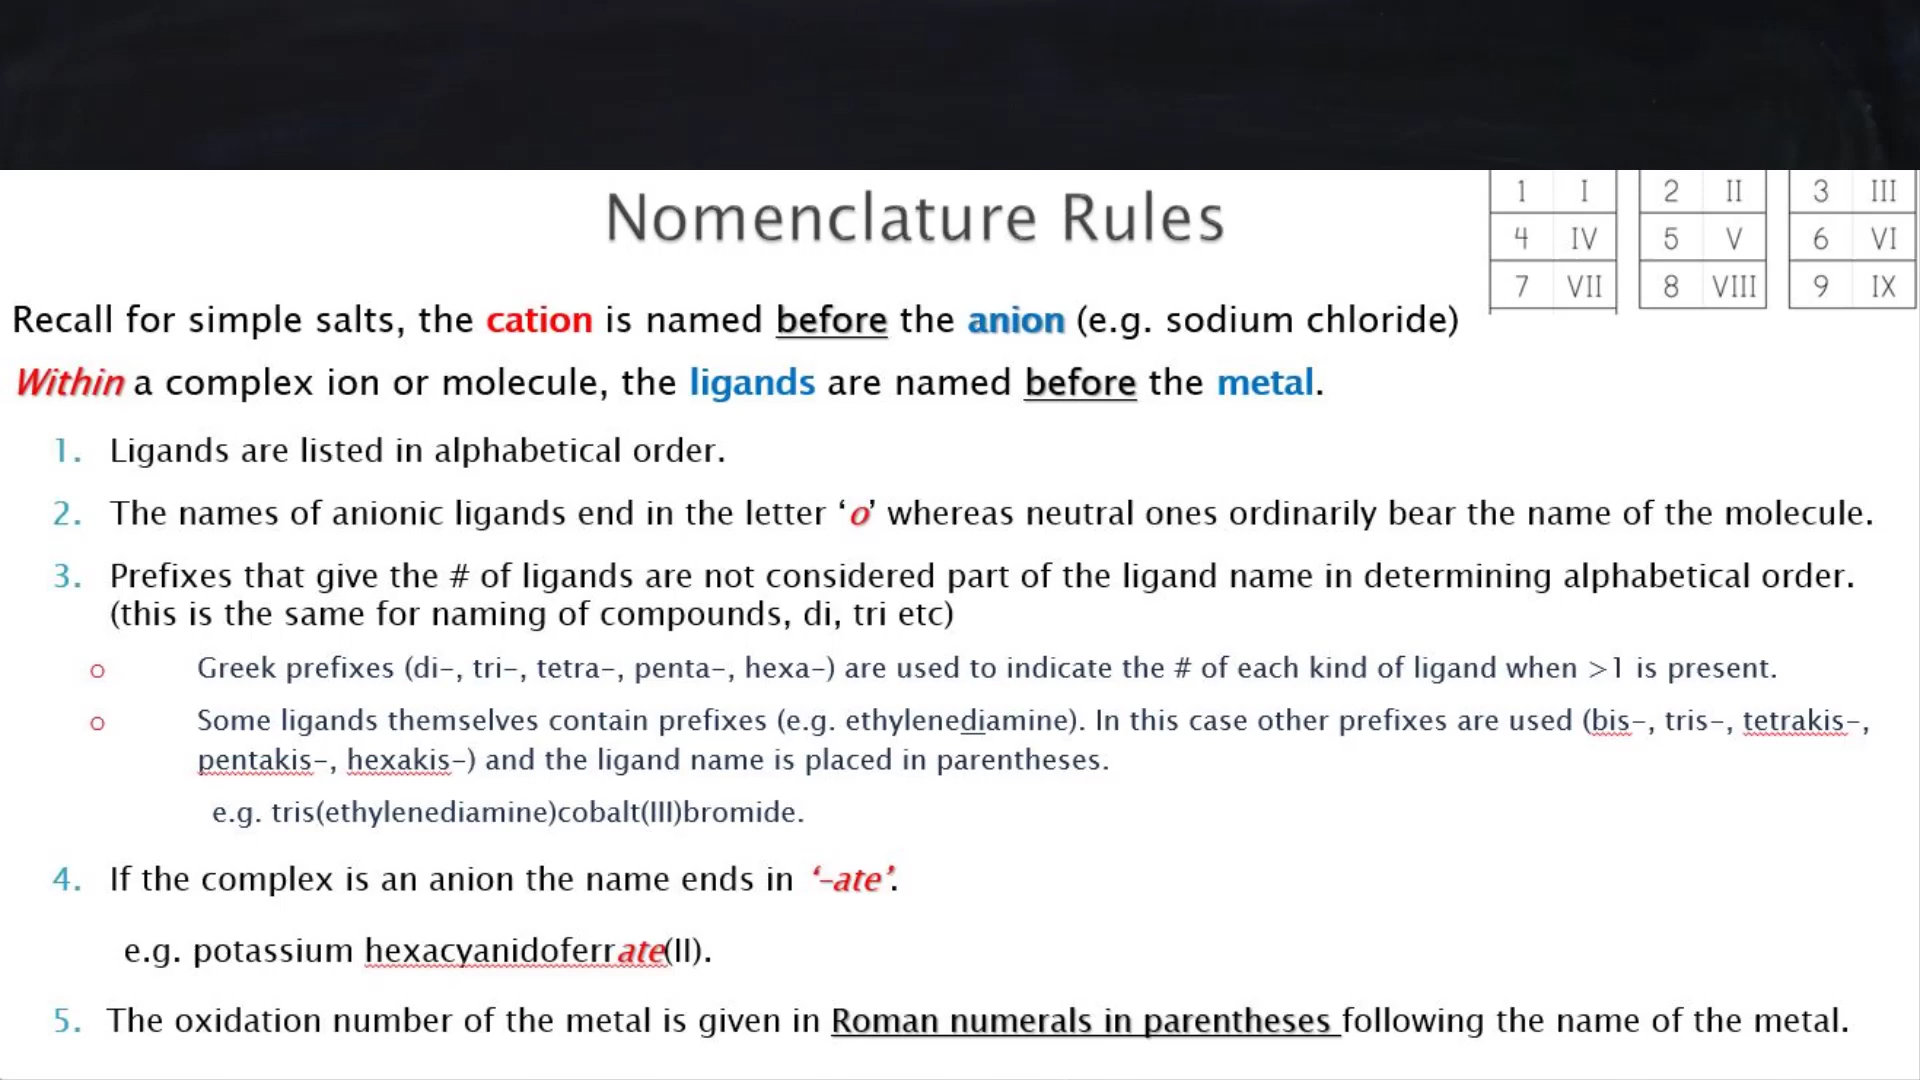 Nomenclature Rules
1 I 2 II 3 III
4 IV 5 V 6 VI
7 VII 8 VIII 9 IX
Recall for simple salts, the cation is named before the anion (e.g. sodium chloride)
Within a complex ion or molecule, the ligands are named before the metal.
1. Ligands are listed in alphabetical order.
2. The names of anionic ligands end in the letter ‘o’ whereas neutral ones ordinarily bear the name of the molecule.
3. Prefixes that give the # of ligands are not considered part of the ligand name in determining alphabetical order.
(this is the same for naming of compounds, di, tri etc)
o Greek prefixes (di-, tri-, tetra-, penta-, hexa-) are used to indicate the # of each kind of ligand when >1 is present.
o Some ligands themselves contain prefixes (e.g. ethylenediamine). In this case other prefixes are used (bis-, tris-, tetrakis-,
pentakis-, hexakis-) and the ligand name is placed in parentheses.
e.g. tris(ethylenediamine)cobalt(III)bromide.
4. If the complex is an anion the name ends in ‘-ate’.
e.g. potassium hexacyanidoferrate(II).
5. The oxidation number of the metal is given in Roman numerals in parentheses following the name of the metal.